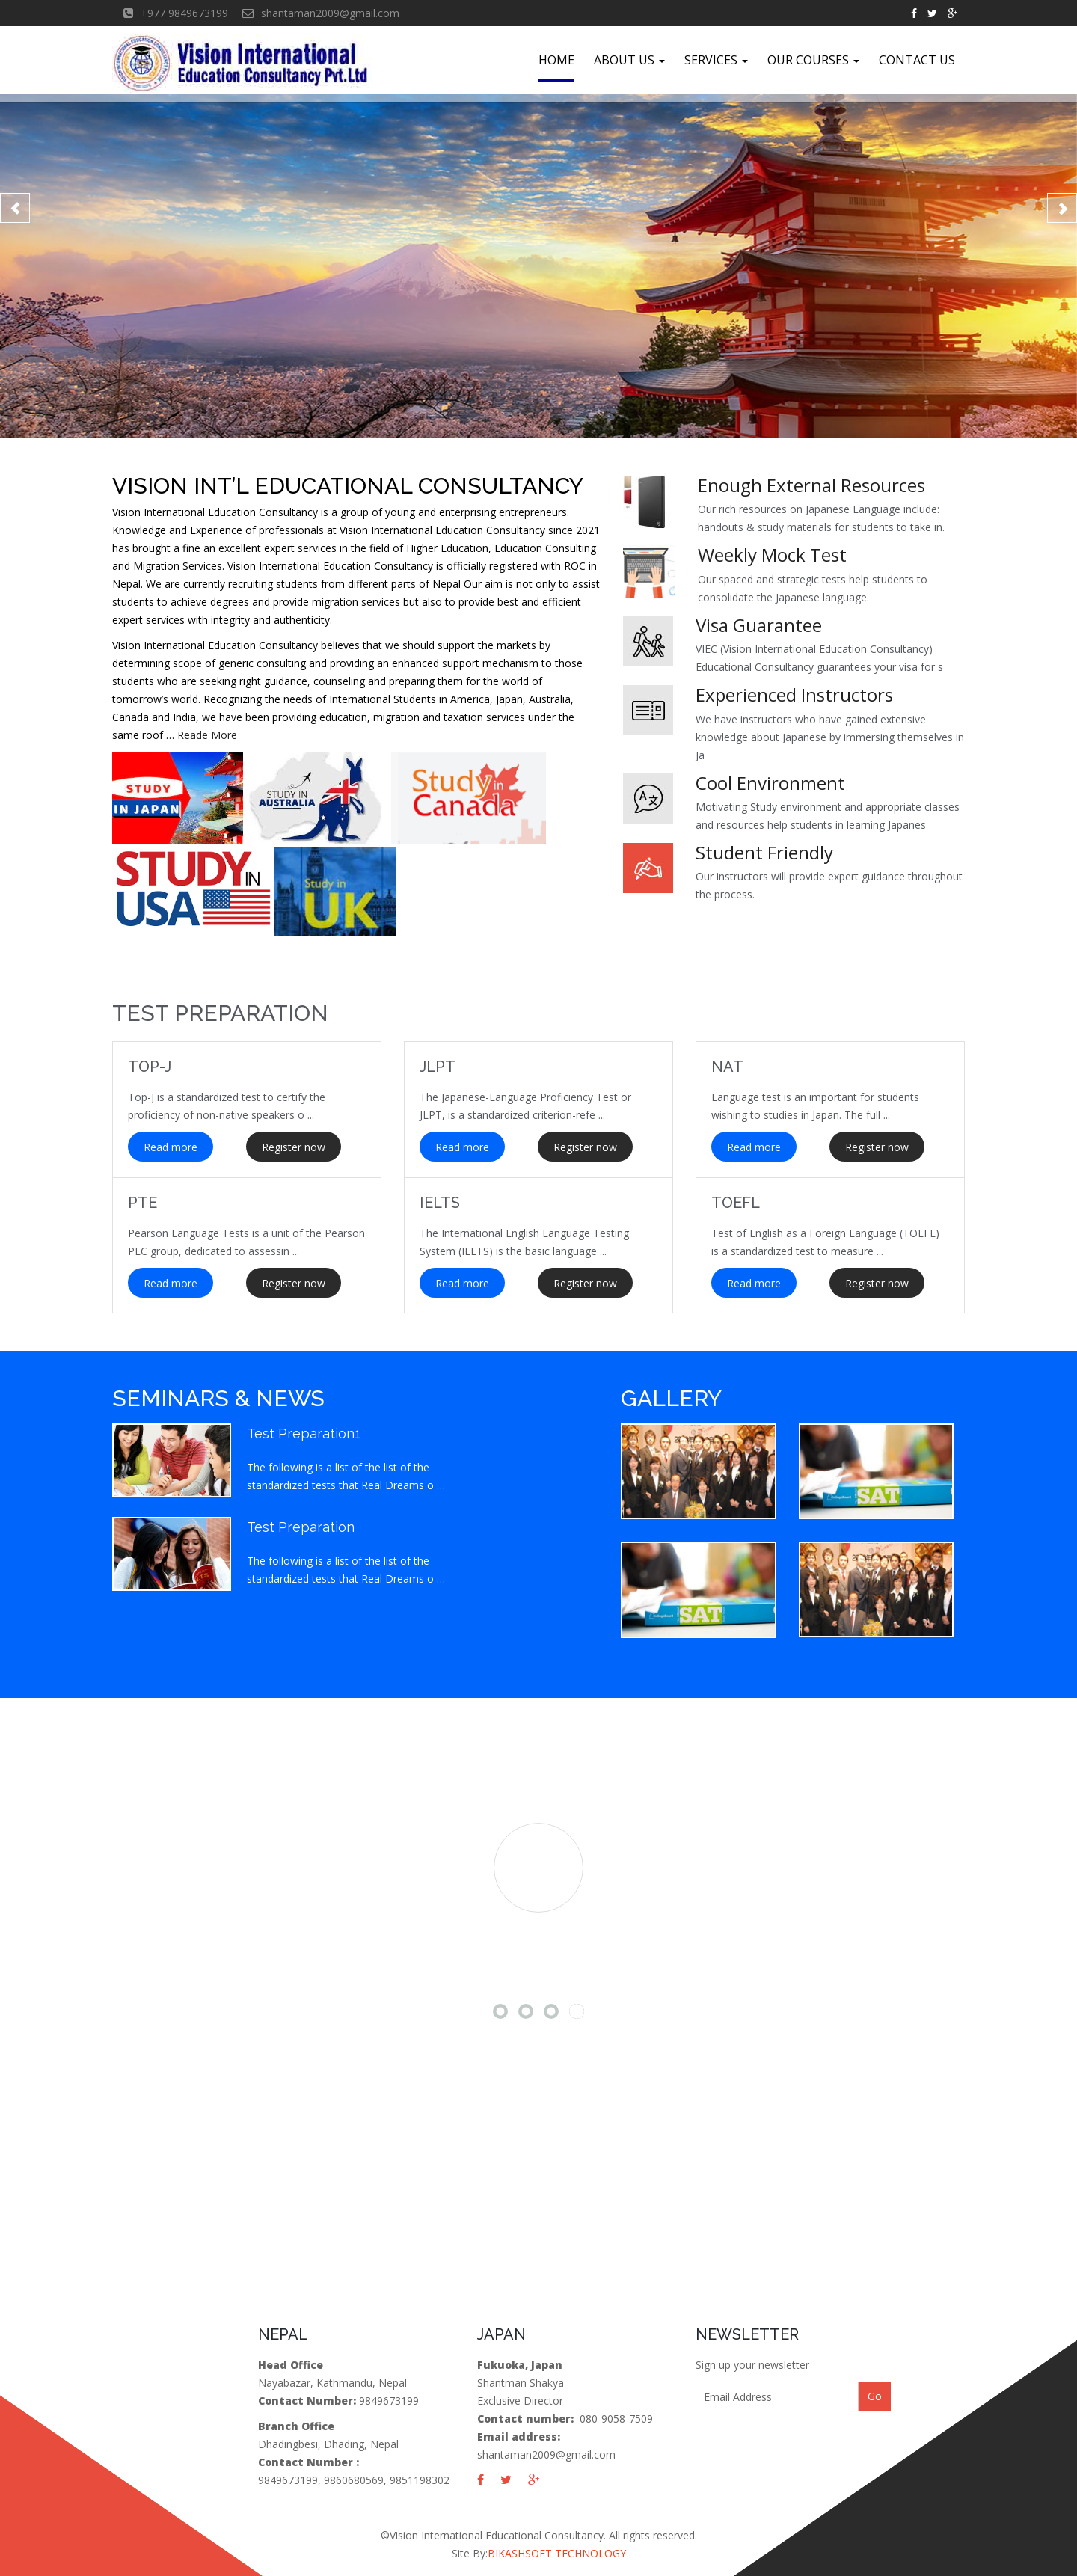 +977 9849673199 shantaman2009@gmail.com
Vision International
Education Consultancy Pvt.Ltd
HOME ABOUT US SERVICES OUR COURSES CONTACT US
VISION INT'L EDUCATIONAL CONSULTANCY
Vision International Education Consultancy is a group of young and enterprising entrepreneurs.
Knowledge and Experience of professionals at Vision International Education Consultancy since 2021
has brought a fine an excellent expert services in the field of Higher Education, Education Consulting
and Migration Services. Vision International Education Consultancy is officially registered with ROC in
Nepal. We are currently recruiting students from different parts of Nepal Our aim is not only to assist
students to achieve degrees and provide migration services but also to provide best and efficient
expert services with integrity and authenticity.
Vision International Education Consultancy believes that we should support the markets by
determining scope of generic consulting and providing an enhanced support mechanism to those
students who are seeking right guidance, counseling and preparing them for the world of
tomorrow's world. Recognizing the needs of International Students in America, Japan, Australia,
Canada and India, we have been providing education, migration and taxation services under the
same roof … Reade More
STUDY
IN JAPAN
STUDY IN
AUSTRALIA
Study in
Canada
STUDY IN
USA
Study in
UK
Enough External Resources
Our rich resources on Japanese Language include:
handouts & study materials for students to take in.
Weekly Mock Test
Our spaced and strategic tests help students to
consolidate the Japanese language.
Visa Guarantee
VIEC (Vision International Education Consultancy)
Educational Consultancy guarantees your visa for s
Experienced Instructors
We have instructors who have gained extensive
knowledge about Japanese by immersing themselves in
Ja
Cool Environment
Motivating Study environment and appropriate classes
and resources help students in learning Japanes
Student Friendly
Our instructors will provide expert guidance throughout
the process.
TEST PREPARATION
TOP-J
Top-J is a standardized test to certify the
proficiency of non-native speakers o ...
Read more Register now
JLPT
The Japanese-Language Proficiency Test or
JLPT, is a standardized criterion-refe ...
Read more Register now
NAT
Language test is an important for students
wishing to studies in Japan. The full ...
Read more Register now
PTE
Pearson Language Tests is a unit of the Pearson
PLC group, dedicated to assessin ...
Read more Register now
IELTS
The International English Language Testing
System (IELTS) is the basic language ...
Read more Register now
TOEFL
Test of English as a Foreign Language (TOEFL)
is a standardized test to measure ...
Read more Register now
SEMINARS & NEWS
Test Preparation1
The following is a list of the list of the
standardized tests that Real Dreams o …
Test Preparation
The following is a list of the list of the
standardized tests that Real Dreams o …
GALLERY
SAT
SAT
NEPAL
Head Office
Nayabazar, Kathmandu, Nepal
Contact Number: 9849673199
Branch Office
Dhadingbesi, Dhading, Nepal
Contact Number :
9849673199, 9860680569, 9851198302
JAPAN
Fukuoka, Japan
Shantman Shakya
Exclusive Director
Contact number: 080-9058-7509
Email address:-
shantaman2009@gmail.com
NEWSLETTER
Sign up your newsletter
Email Address Go
©Vision International Educational Consultancy. All rights reserved.
Site By:BIKASHSOFT TECHNOLOGY